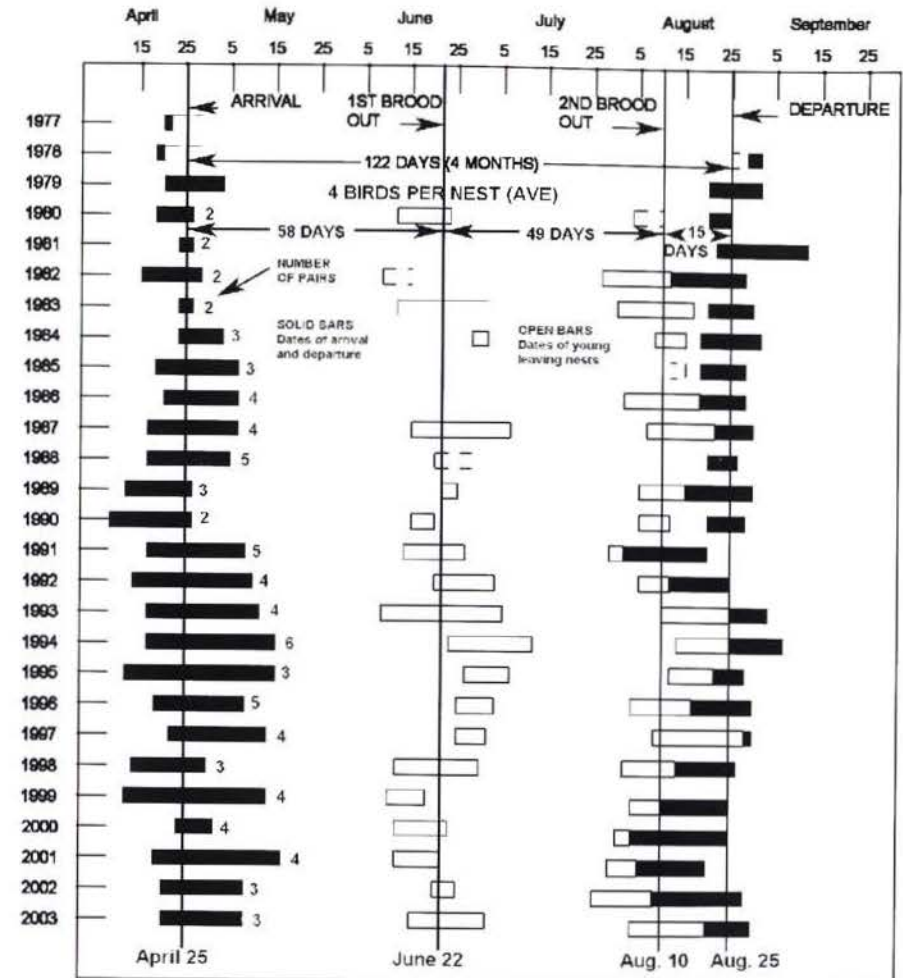 April May June July August September
15 25 5 15 25 5 15 25 5 15 25 5 15 25 5 15 25
ARRIVAL
1ST BROOD
OUT
2ND BROOD
OUT
DEPARTURE
1977
1978
122 DAYS (4 MONTHS)
1979
4 BIRDS PER NEST (AVE)
1980 2
58 DAYS 49 DAYS 15
DAYS
1981 2
NUMBER
OF PAIRS
1982 2
1983 2
SOLID BARS
Dates of arrival
and departure
OPEN BARS
Dates of young
leaving nests
1984 3
1985 3
1986 4
1987 4
1988 5
1989 3
1990 2
1991 5
1992 4
1993 4
1994 6
1995 3
1996 5
1997 4
1998 3
1999 4
2000 4
2001 4
2002 3
2003 3
April 25 June 22 Aug. 10 Aug. 25